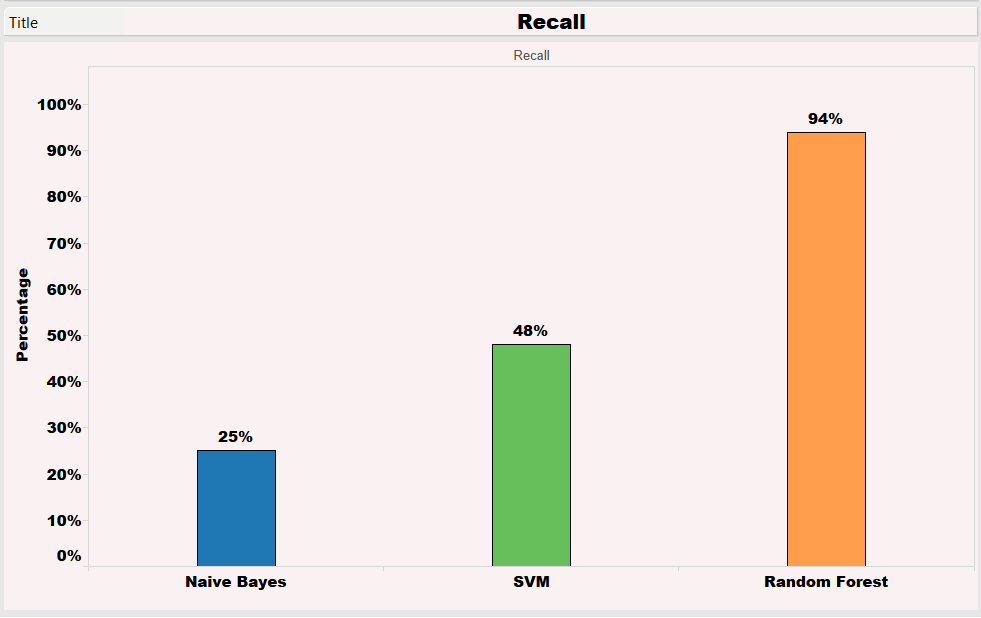 Title
Recall
Recall
Percentage
100%
90%
80%
70%
60%
50%
40%
30%
20%
10%
0%
25%
48%
94%
Naive Bayes
SVM
Random Forest